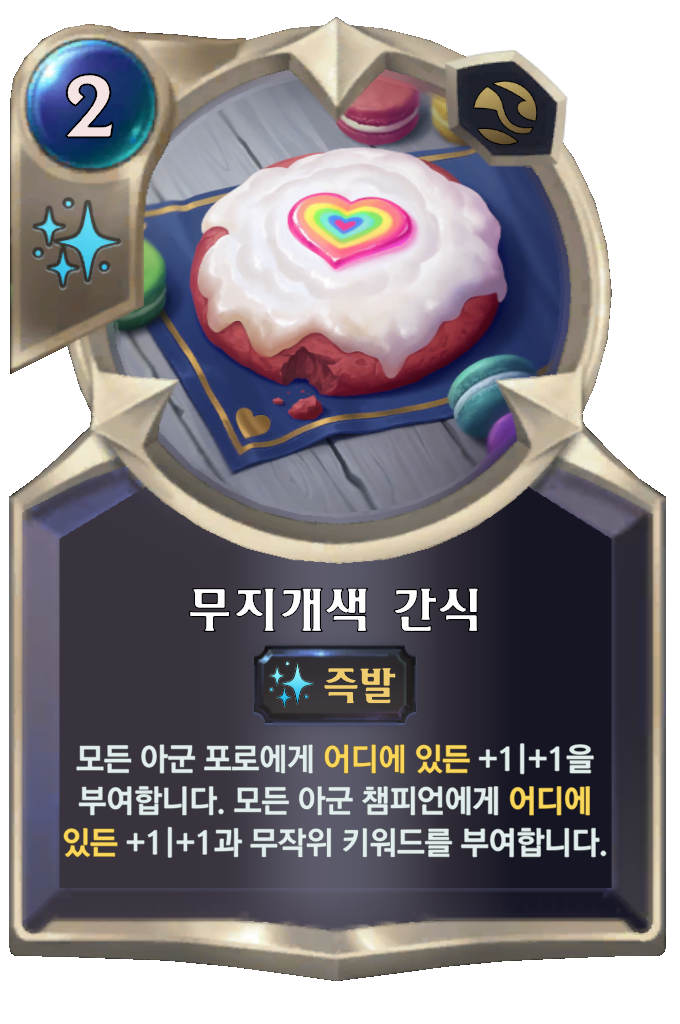 2
무지개색 간식
즉발
모든 아군 포로에게 어디에 있든 +1|+1을
부여합니다. 모든 아군 챔피언에게 어디에
있든 +1|+1과 무작위 키워드를 부여합니다.